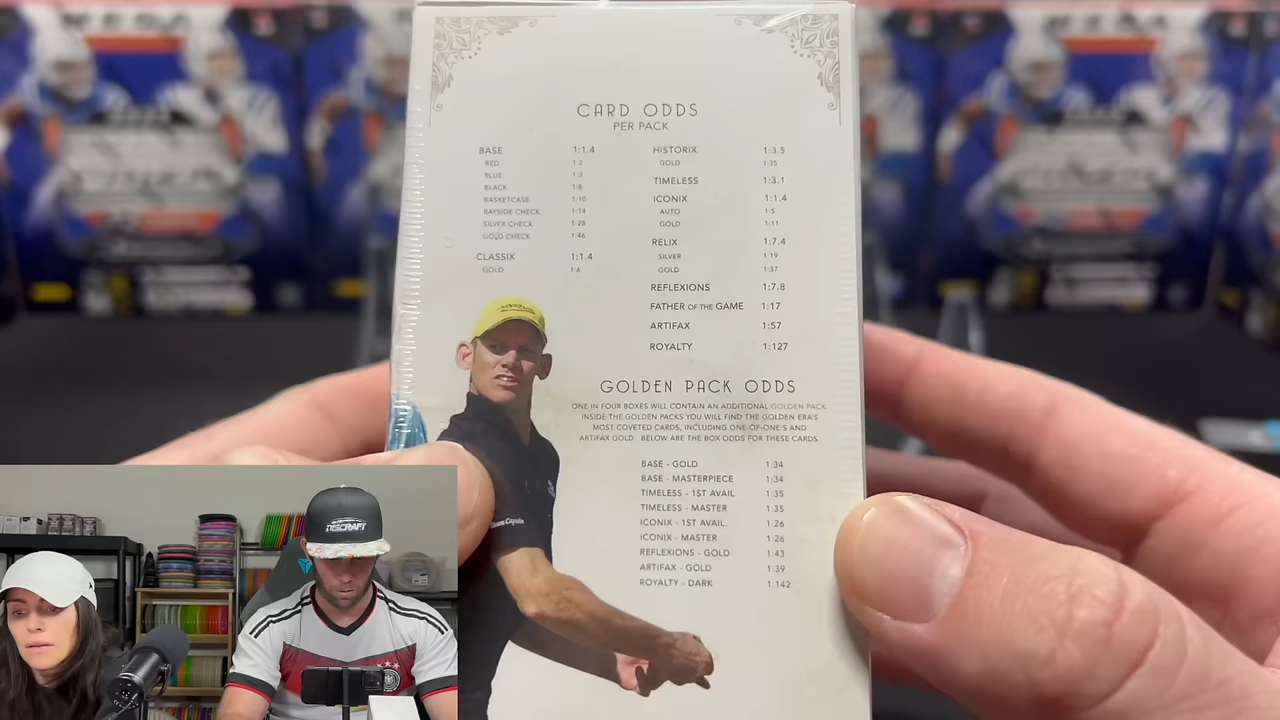 CARD ODDS
PER PACK
BASE 1:1.4
RED 1:2
BLUE 1:3
BLACK 1:8
BASKETCASE 1:10
BAYSIDE CHECK 1:14
SILVER CHECK 1:28
GOLD CHECK 1:46
CLASSIX 1:1.4
GOLD 1:6
HISTORIX 1:3.5
GOLD 1:35
TIMELESS 1:3.1
ICONIX 1:1.4
AUTO 1:5
GOLD 1:11
RELIX 1:7.4
SILVER 1:19
GOLD 1:37
REFLEXIONS 1:7.8
FATHER OF THE GAME 1:17
ARTIFAX 1:57
ROYALTY 1:127
GOLDEN PACK ODDS
ONE IN FOUR BOXES WILL CONTAIN AN ADDITIONAL GOLDEN PACK.
INSIDE THE GOLDEN PACKS YOU WILL FIND THE GOLDEN ERA'S
MOST COVETED CARDS, INCLUDING ONE-OF-ONE'S AND
ARTIFAX GOLD. BELOW ARE THE BOX ODDS FOR THESE CARDS.
BASE - GOLD 1:34
BASE - MASTERPIECE 1:34
TIMELESS - 1ST AVAIL. 1:35
TIMELESS - MASTER 1:35
ICONIX - 1ST AVAIL. 1:26
ICONIX - MASTER 1:26
REFLEXIONS - GOLD 1:43
ARTIFAX - GOLD 1:39
ROYALTY - DARK 1:142
DISCRAFT